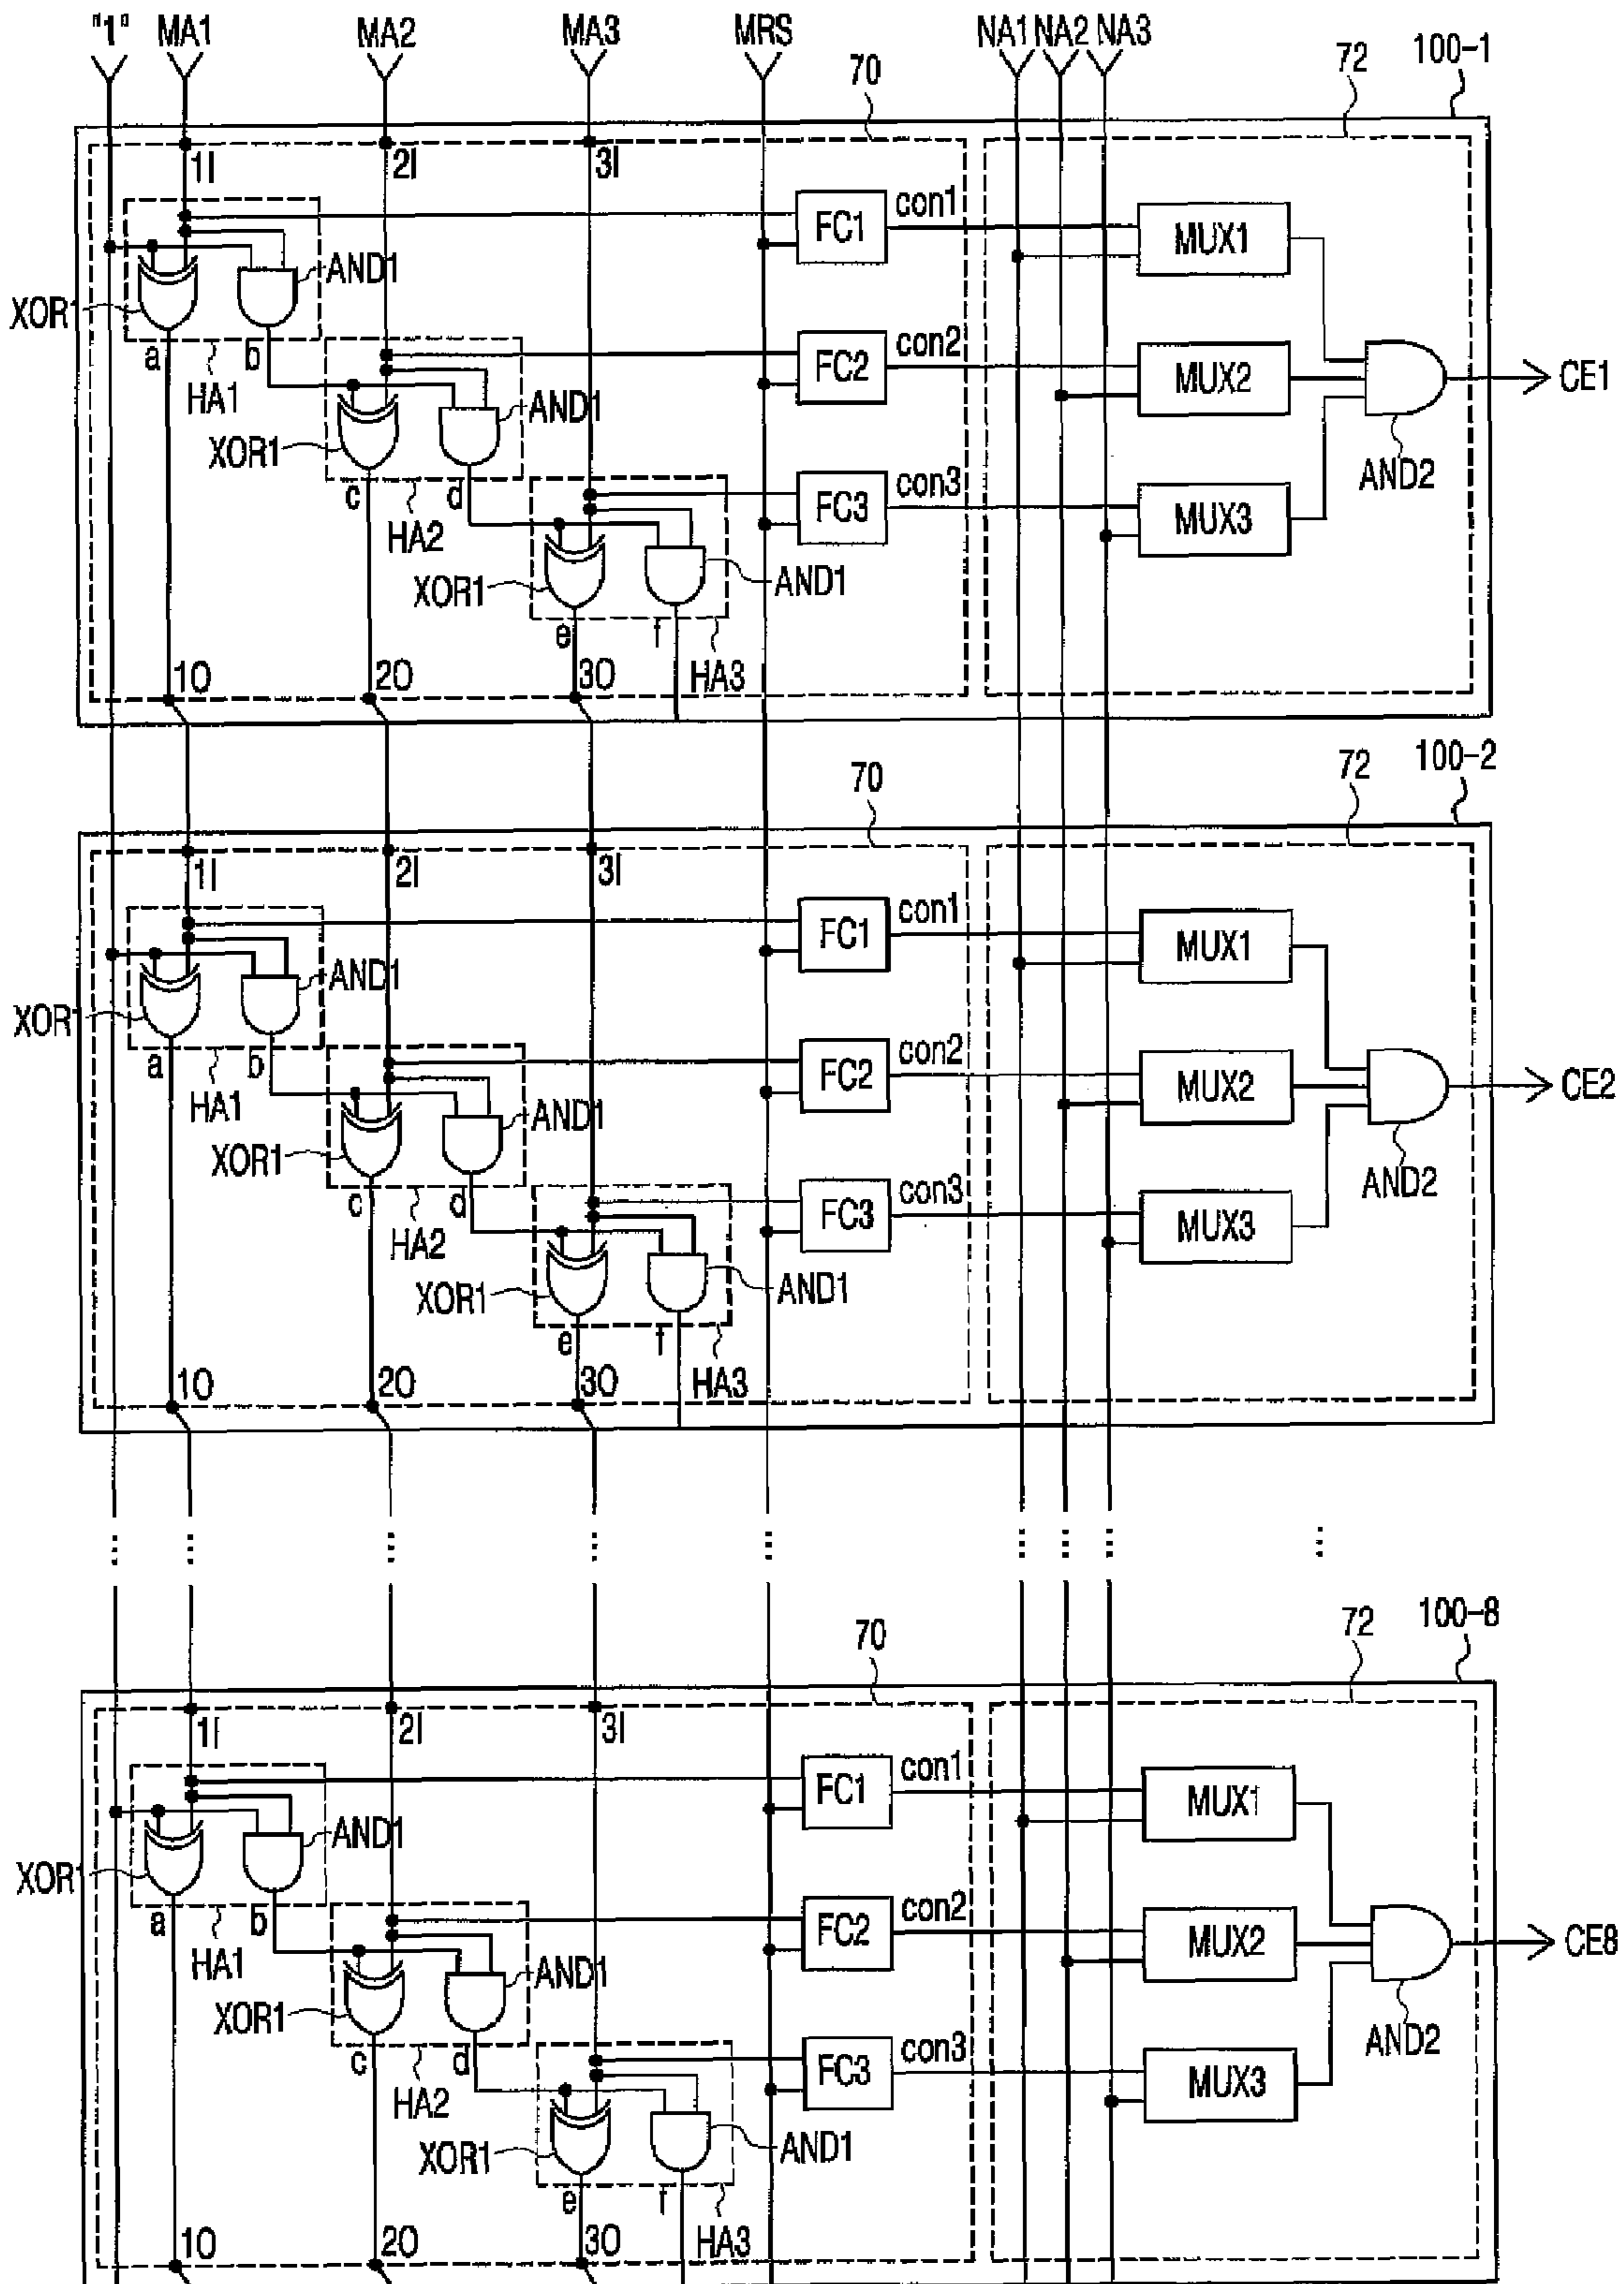 "1" MA1 MA2 MA3 MRS NA1 NA2 NA3
100-1
70 72
1I 2I 3I
FC1 con1 MUX1
AND1
XOR1
a b HA1
FC2 con2 MUX2 CE1
AND1
XOR1 AND2
c d HA2
FC3 con3 MUX3
AND1
XOR1
e f HA3
1O 2O 3O
100-2
70 72
1I 2I 3I
FC1 con1 MUX1
AND1
XOR1
a b HA1
FC2 con2 MUX2 CE2
AND1
XOR1 AND2
c d HA2
FC3 con3 MUX3
AND1
XOR1
e f HA3
1O 2O 3O
100-8
70 72
1I 2I 3I
FC1 con1 MUX1
AND1
XOR1
a b HA1
FC2 con2 MUX2 CE8
AND1
XOR1 AND2
c d HA2
FC3 con3 MUX3
AND1
XOR1
e f HA3
1O 2O 3O